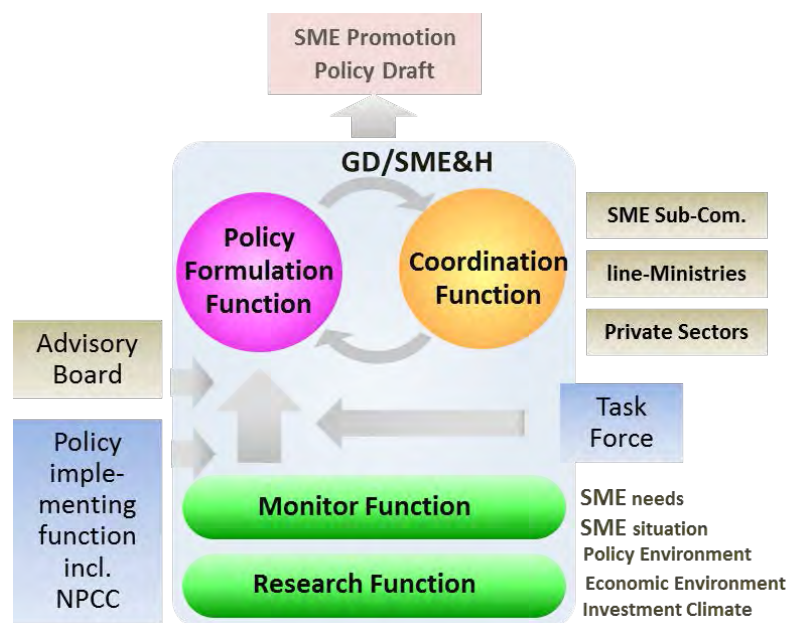 SME Promotion
Policy Draft
GD/SME&H
Policy
Formulation
Function
Coordination
Function
SME Sub-Com.
line-Ministries
Private Sectors
Advisory
Board
Task
Force
Policy
imple-
menting
function
incl.
NPCC
Monitor Function
Research Function
SME needs
SME situation
Policy Environment
Economic Environment
Investment Climate